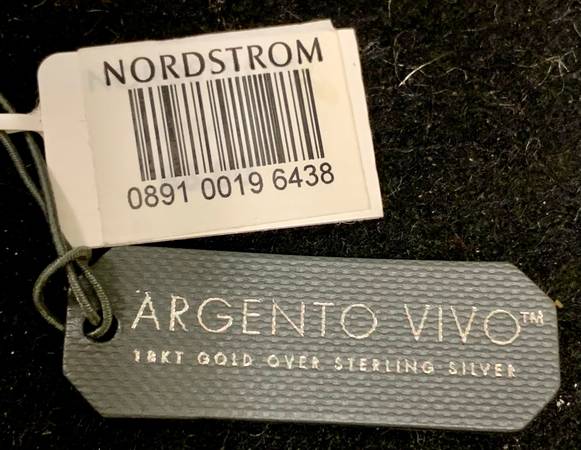 NORDSTROM
0891 0019 6438
ARGENTO VIVO™
18KT GOLD OVER STERLING SILVER